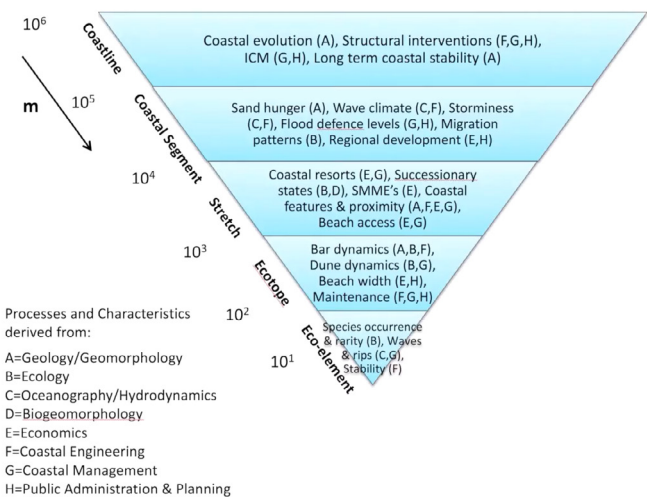 10⁶
Coastline
Coastal evolution (A), Structural interventions (F,G,H),
ICM (G,H), Long term coastal stability (A)
m
10⁵
Coastal Segment
Sand hunger (A), Wave climate (C,F), Storminess
(C,F), Flood defence levels (G,H), Migration
patterns (B), Regional development (E,H)
10⁴
Stretch
Coastal resorts (E,G), Successionary
states (B,D), SMME's (E), Coastal
features & proximity (A,F,E,G),
Beach access (E,G)
10³
Ecotope
Bar dynamics (A,B,F),
Dune dynamics (B,G),
Beach width (E,H),
Maintenance (F,G,H)
10²
Eco-element
Species occurrence
& rarity (B), Waves
& rips (C,G),
Stability (F)
10¹
Processes and Characteristics
derived from:
A=Geology/Geomorphology
B=Ecology
C=Oceanography/Hydrodynamics
D=Biogeomorphology
E=Economics
F=Coastal Engineering
G=Coastal Management
H=Public Administration & Planning